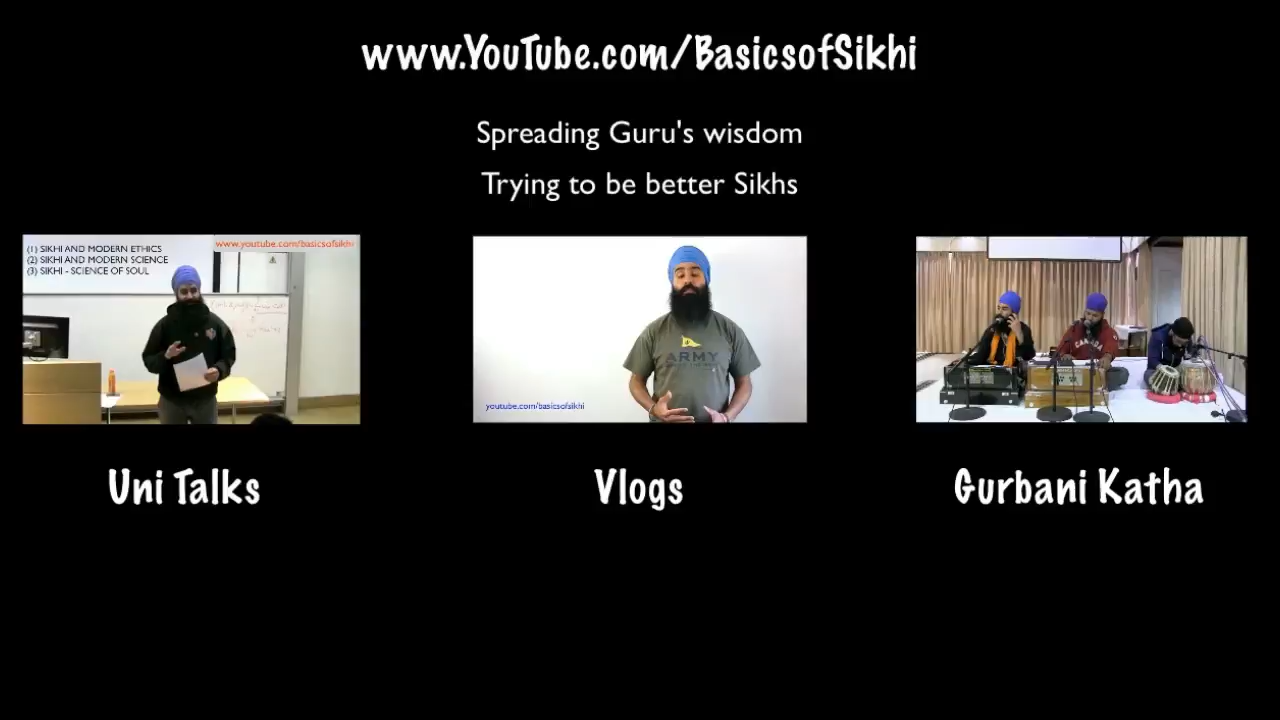 www.YouTube.com/BasicsofSikhi
Spreading Guru's wisdom
Trying to be better Sikhs
(1) SIKHI AND MODERN ETHICS
(2) SIKHI AND MODERN SCIENCE
(3) SIKHI - SCIENCE OF SOUL
www.youtube.com/basicsofsikhi
ARMY
youtube.com/basicsofsikhi
CANADA
Uni Talks
Vlogs
Gurbani Katha